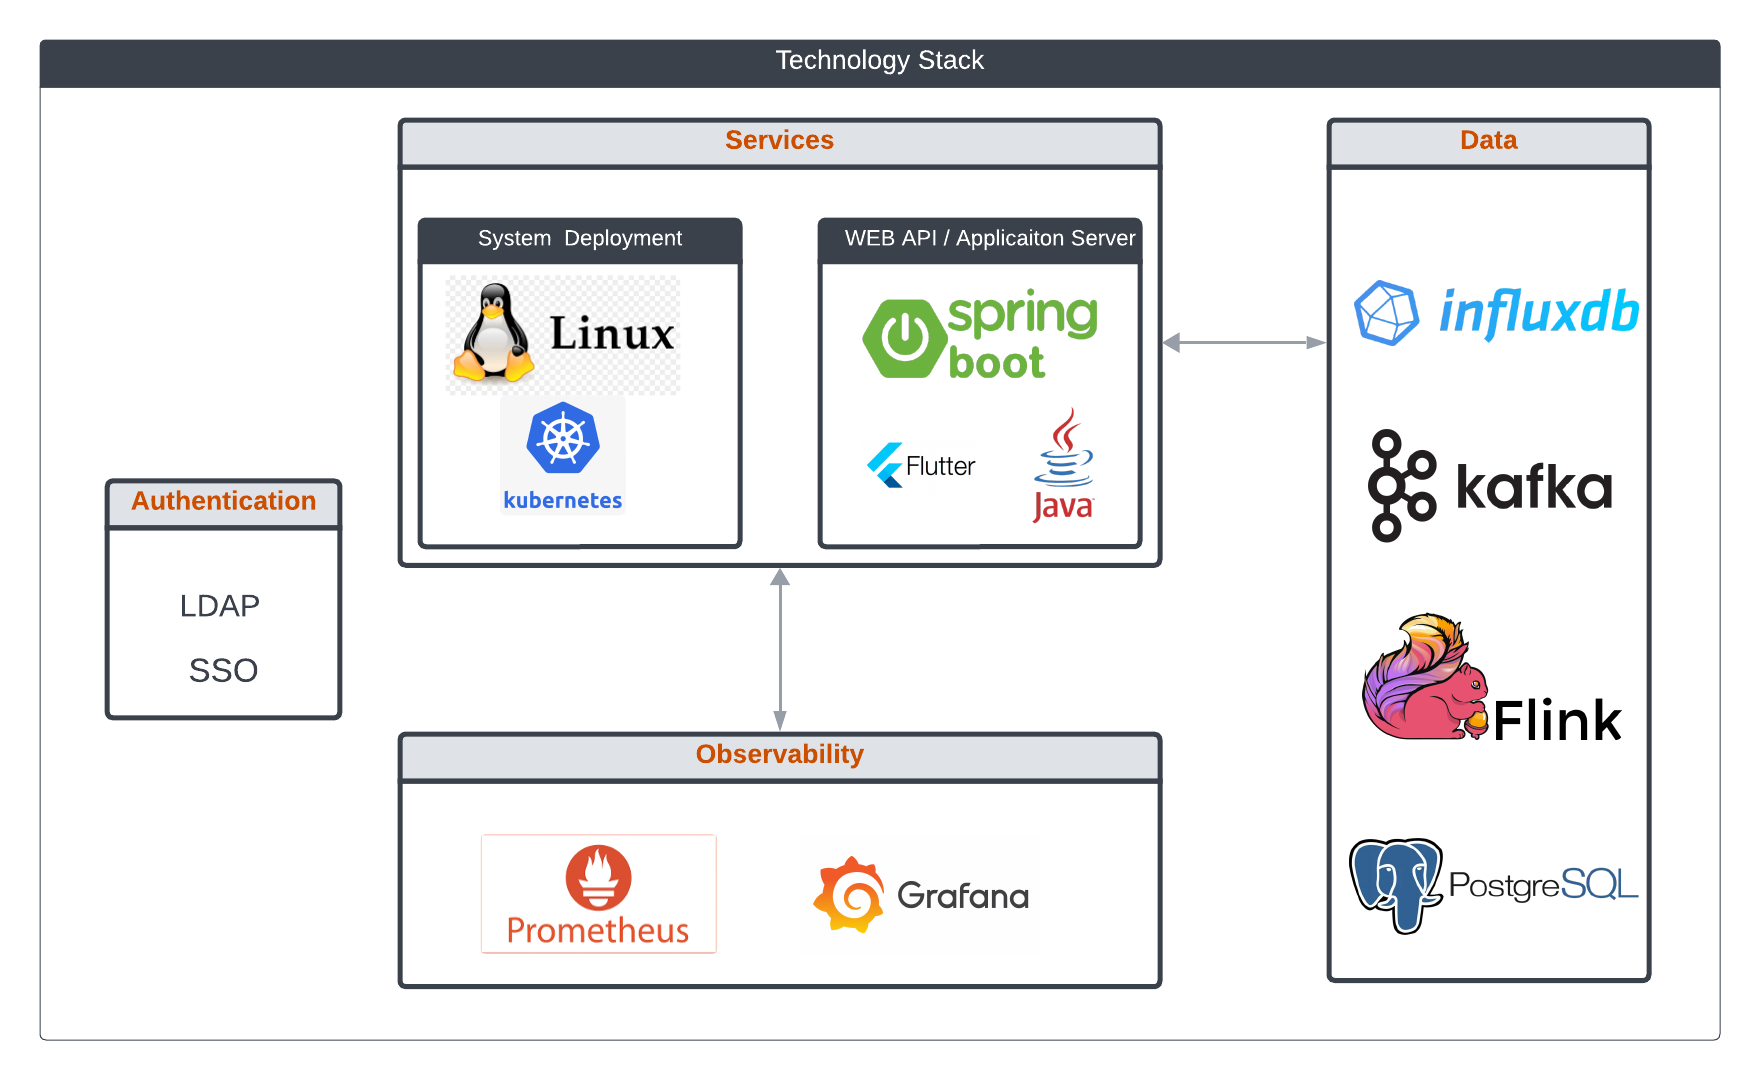 Technology Stack
Services
System  Deployment
Linux
kubernetes
WEB API / Applicaiton Server
spring
boot
Flutter
Java
Data
influxdb
kafka
Flink
PostgreSQL
Authentication
LDAP
SSO
Observability
Prometheus
Grafana